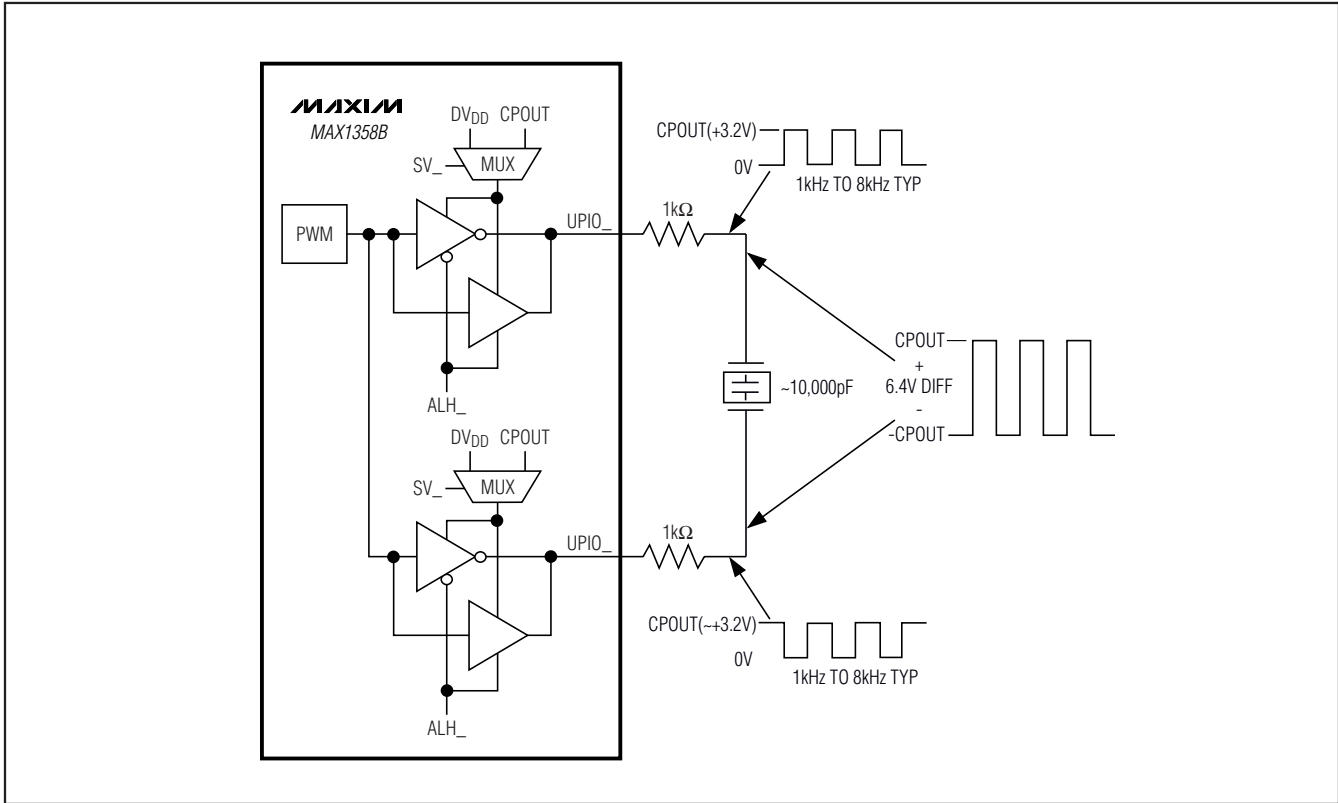 MAXIM
MAX1358B
DVDD CPOUT
SV_ MUX
PWM
UPIO_
1kΩ
ALH_
CPOUT(+3.2V)
0V
1kHz TO 8kHz TYP
~10,000pF
CPOUT
+
6.4V DIFF
-
-CPOUT
DVDD CPOUT
SV_ MUX
UPIO_
1kΩ
ALH_
CPOUT(~+3.2V)
0V
1kHz TO 8kHz TYP